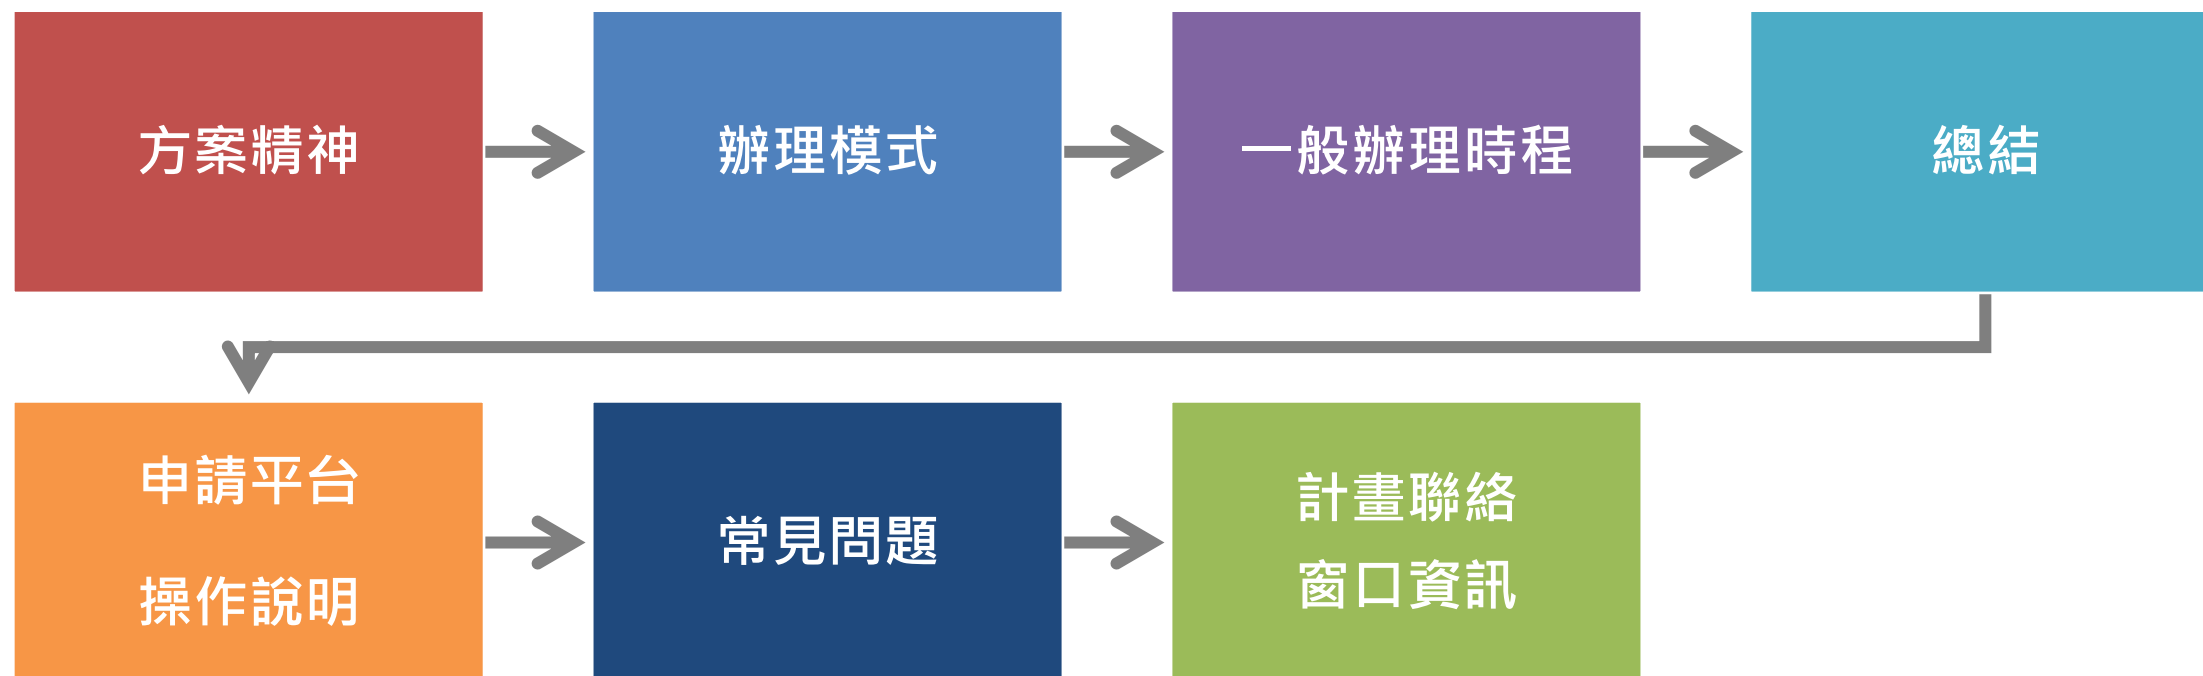 方案精神
辦理模式
一般辦理時程
總結
申請平台
操作說明
常見問題
計畫聯絡
窗口資訊